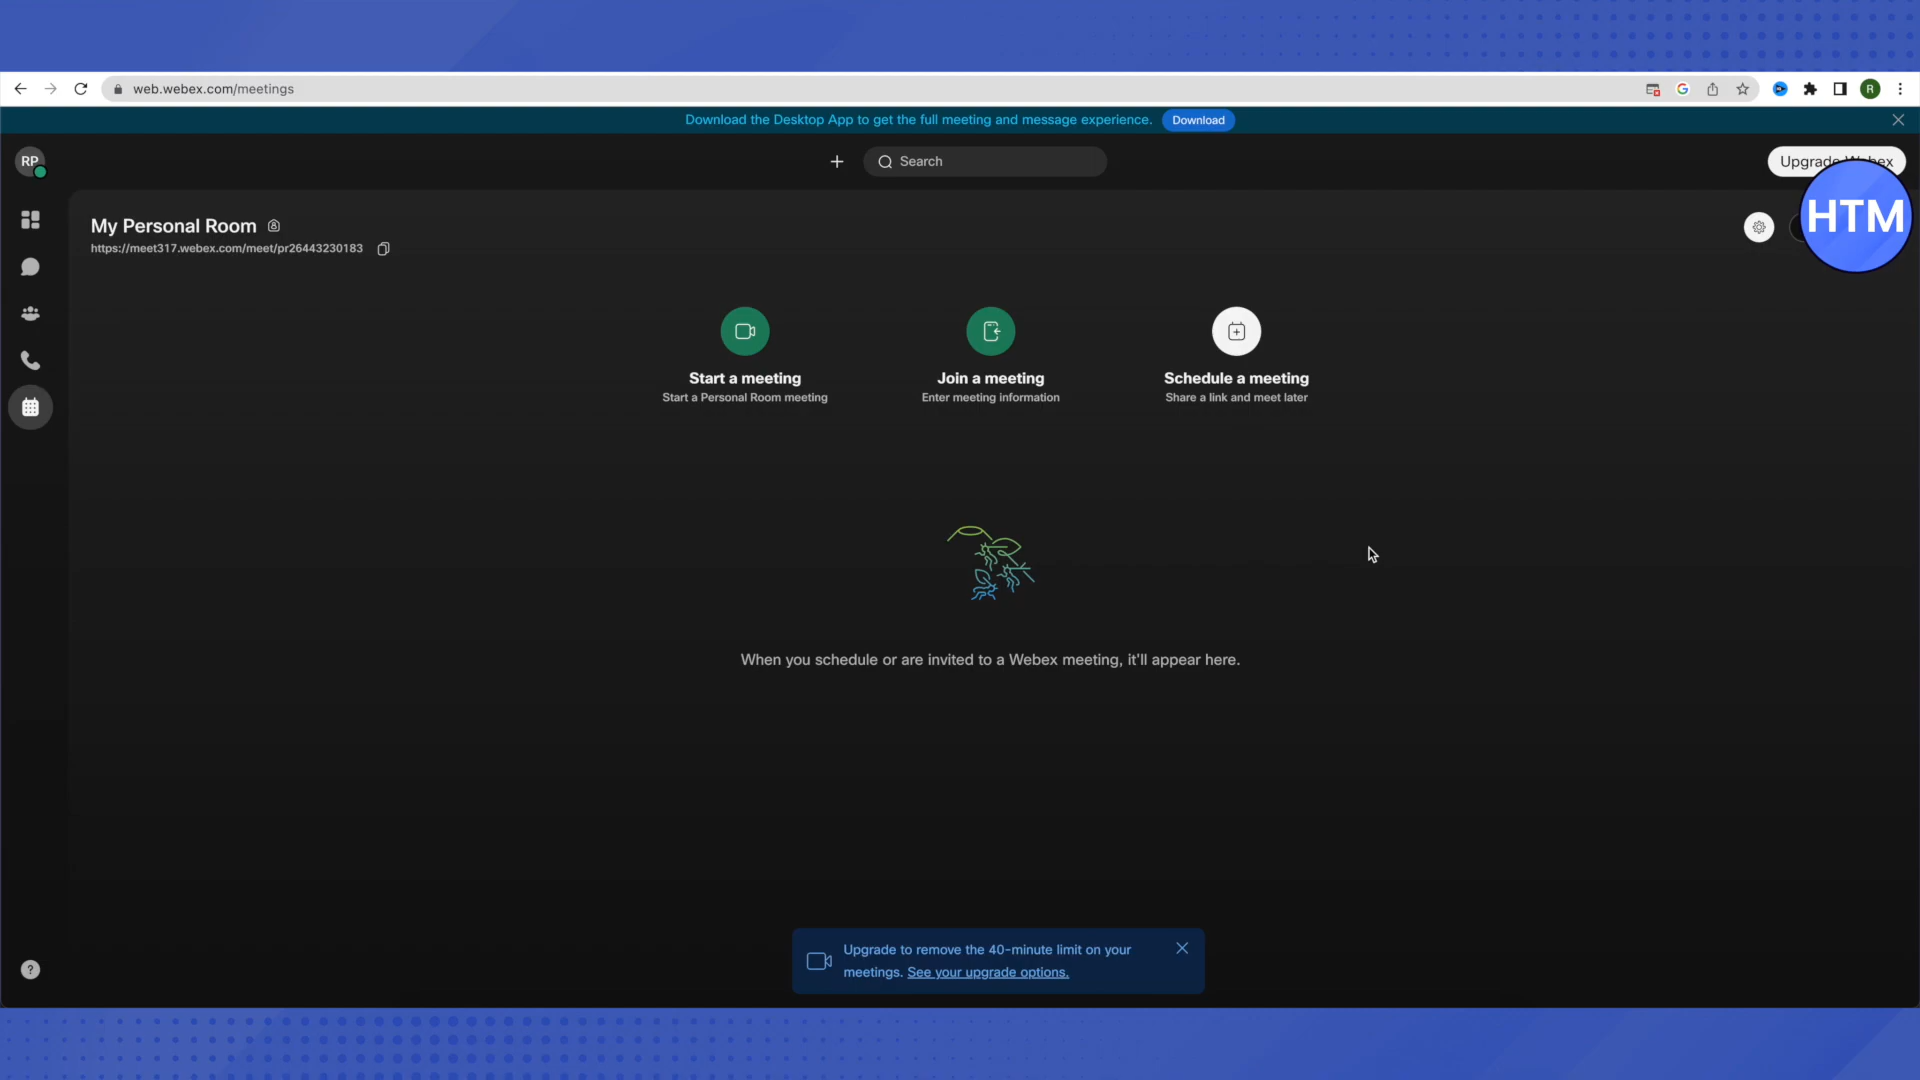 web.webex.com/meetings
R
Download the Desktop App to get the full meeting and message experience. Download
RP
Search
Upgrade Webex
HTM
My Personal Room
https://meet317.webex.com/meet/pr26443230183
Start a meeting
Start a Personal Room meeting
Join a meeting
Enter meeting information
Schedule a meeting
Share a link and meet later
When you schedule or are invited to a Webex meeting, it'll appear here.
Upgrade to remove the 40-minute limit on your
meetings. See your upgrade options.
?